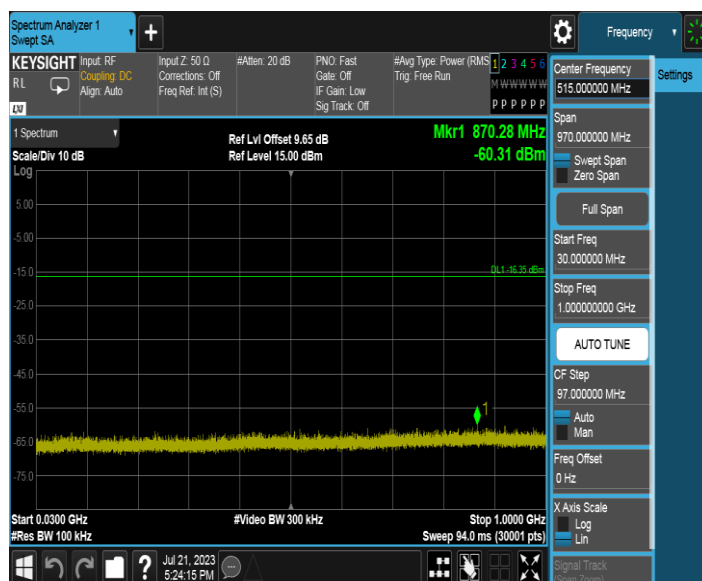 Spectrum Analyzer 1
Swept SA
+
Frequency
KEYSIGHT
RL
LXI
Input: RF
Coupling: DC
Align: Auto
Input Z: 50 Ω
Corrections: Off
Freq Ref: Int (S)
#Atten: 20 dB
PNO: Fast
Gate: Off
IF Gain: Low
Sig Track: Off
#Avg Type: Power (RMS
Trig: Free Run
1 2 3 4 5 6
M W W W W W
P P P P P P
1 Spectrum
Scale/Div 10 dB
Ref Lvl Offset 9.65 dB
Ref Level 15.00 dBm
Mkr1 870.28 MHz
-60.31 dBm
Log
5.00
-5.00
-15.0
DL1 -16.35 dBm
-25.0
-35.0
-45.0
-55.0
1
-65.0
-75.0
Start 0.0300 GHz
#Res BW 100 kHz
#Video BW 300 kHz
Stop 1.0000 GHz
Sweep 94.0 ms (30001 pts)
?
Jul 21, 2023
5:24:15 PM
Settings
Center Frequency
515.000000 MHz
Span
970.000000 MHz
Swept Span
Zero Span
Full Span
Start Freq
30.000000 MHz
Stop Freq
1.000000000 GHz
AUTO TUNE
CF Step
97.000000 MHz
Auto
Man
Freq Offset
0 Hz
X Axis Scale
Log
Lin
Signal Track
(Span Zoom)